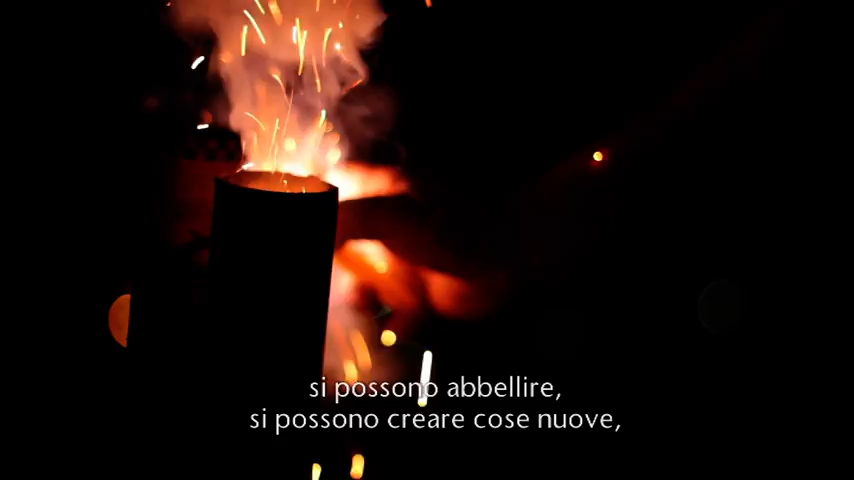 si possono abbellire,
si possono creare cose nuove,